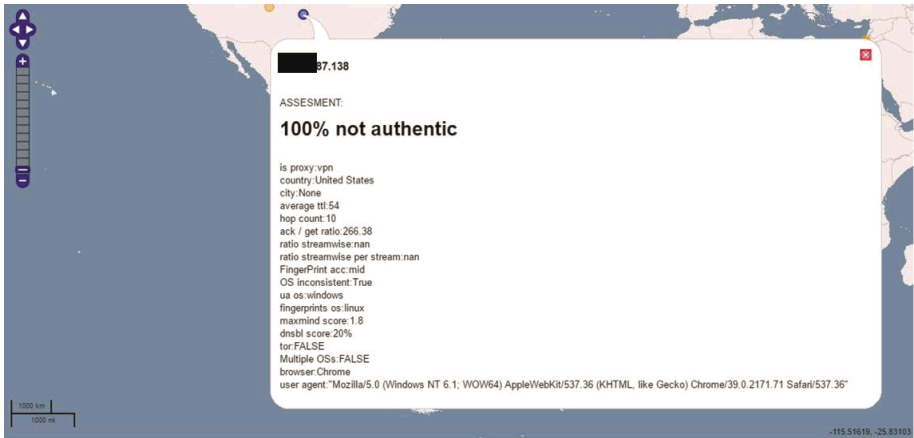 87.138
ASSESMENT:
100% not authentic
is proxy:vpn
country:United States
city:None
average ttl:54
hop count:10
ack / get ratio:266.38
ratio streamwise:nan
ratio streamwise per stream:nan
FingerPrint acc:mid
OS inconsistent:True
ua os:windows
fingerprints os:linux
maxmind score:1.8
dnsbl score:20%
tor:FALSE
Multiple OSs:FALSE
browser:Chrome
user agent:"Mozilla/5.0 (Windows NT 6.1; WOW64) AppleWebKit/537.36 (KHTML, like Gecko) Chrome/39.0.2171.71 Safari/537.36"
1000 km
1000 mi
-115.51619, -25.83103